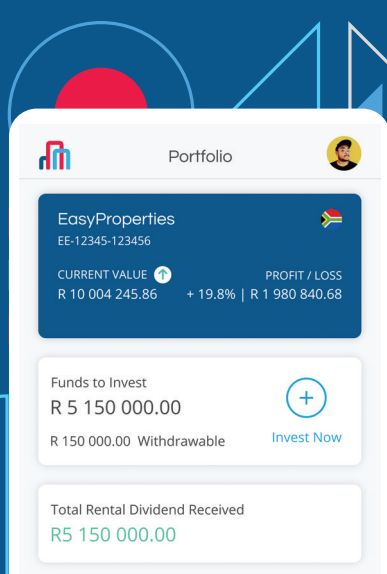 Portfolio
EasyProperties
EE-12345-123456
CURRENT VALUE PROFIT / LOSS
R 10 004 245.86 + 19.8% | R 1 980 840.68
Funds to Invest
R 5 150 000.00
R 150 000.00 Withdrawable
Invest Now
Total Rental Dividend Received
R5 150 000.00